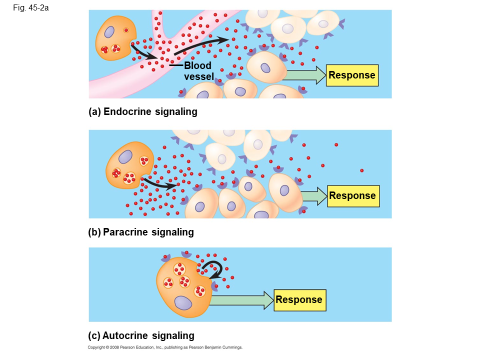 Fig. 45-2a
Blood
vessel
Response
(a) Endocrine signaling
Response
(b) Paracrine signaling
Response
(c) Autocrine signaling
Copyright © 2008 Pearson Education, Inc., publishing as Pearson Benjamin Cummings.